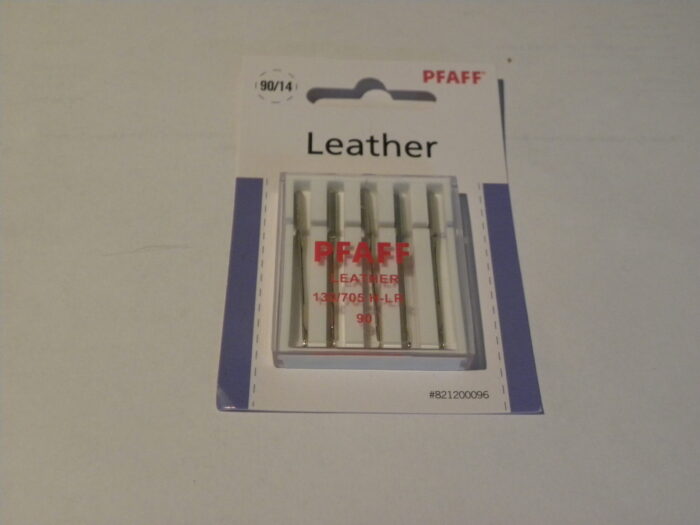 90/14
PFAFF
Leather
PFAFF
LEATHER
130/705 H-LR
90
#821200096